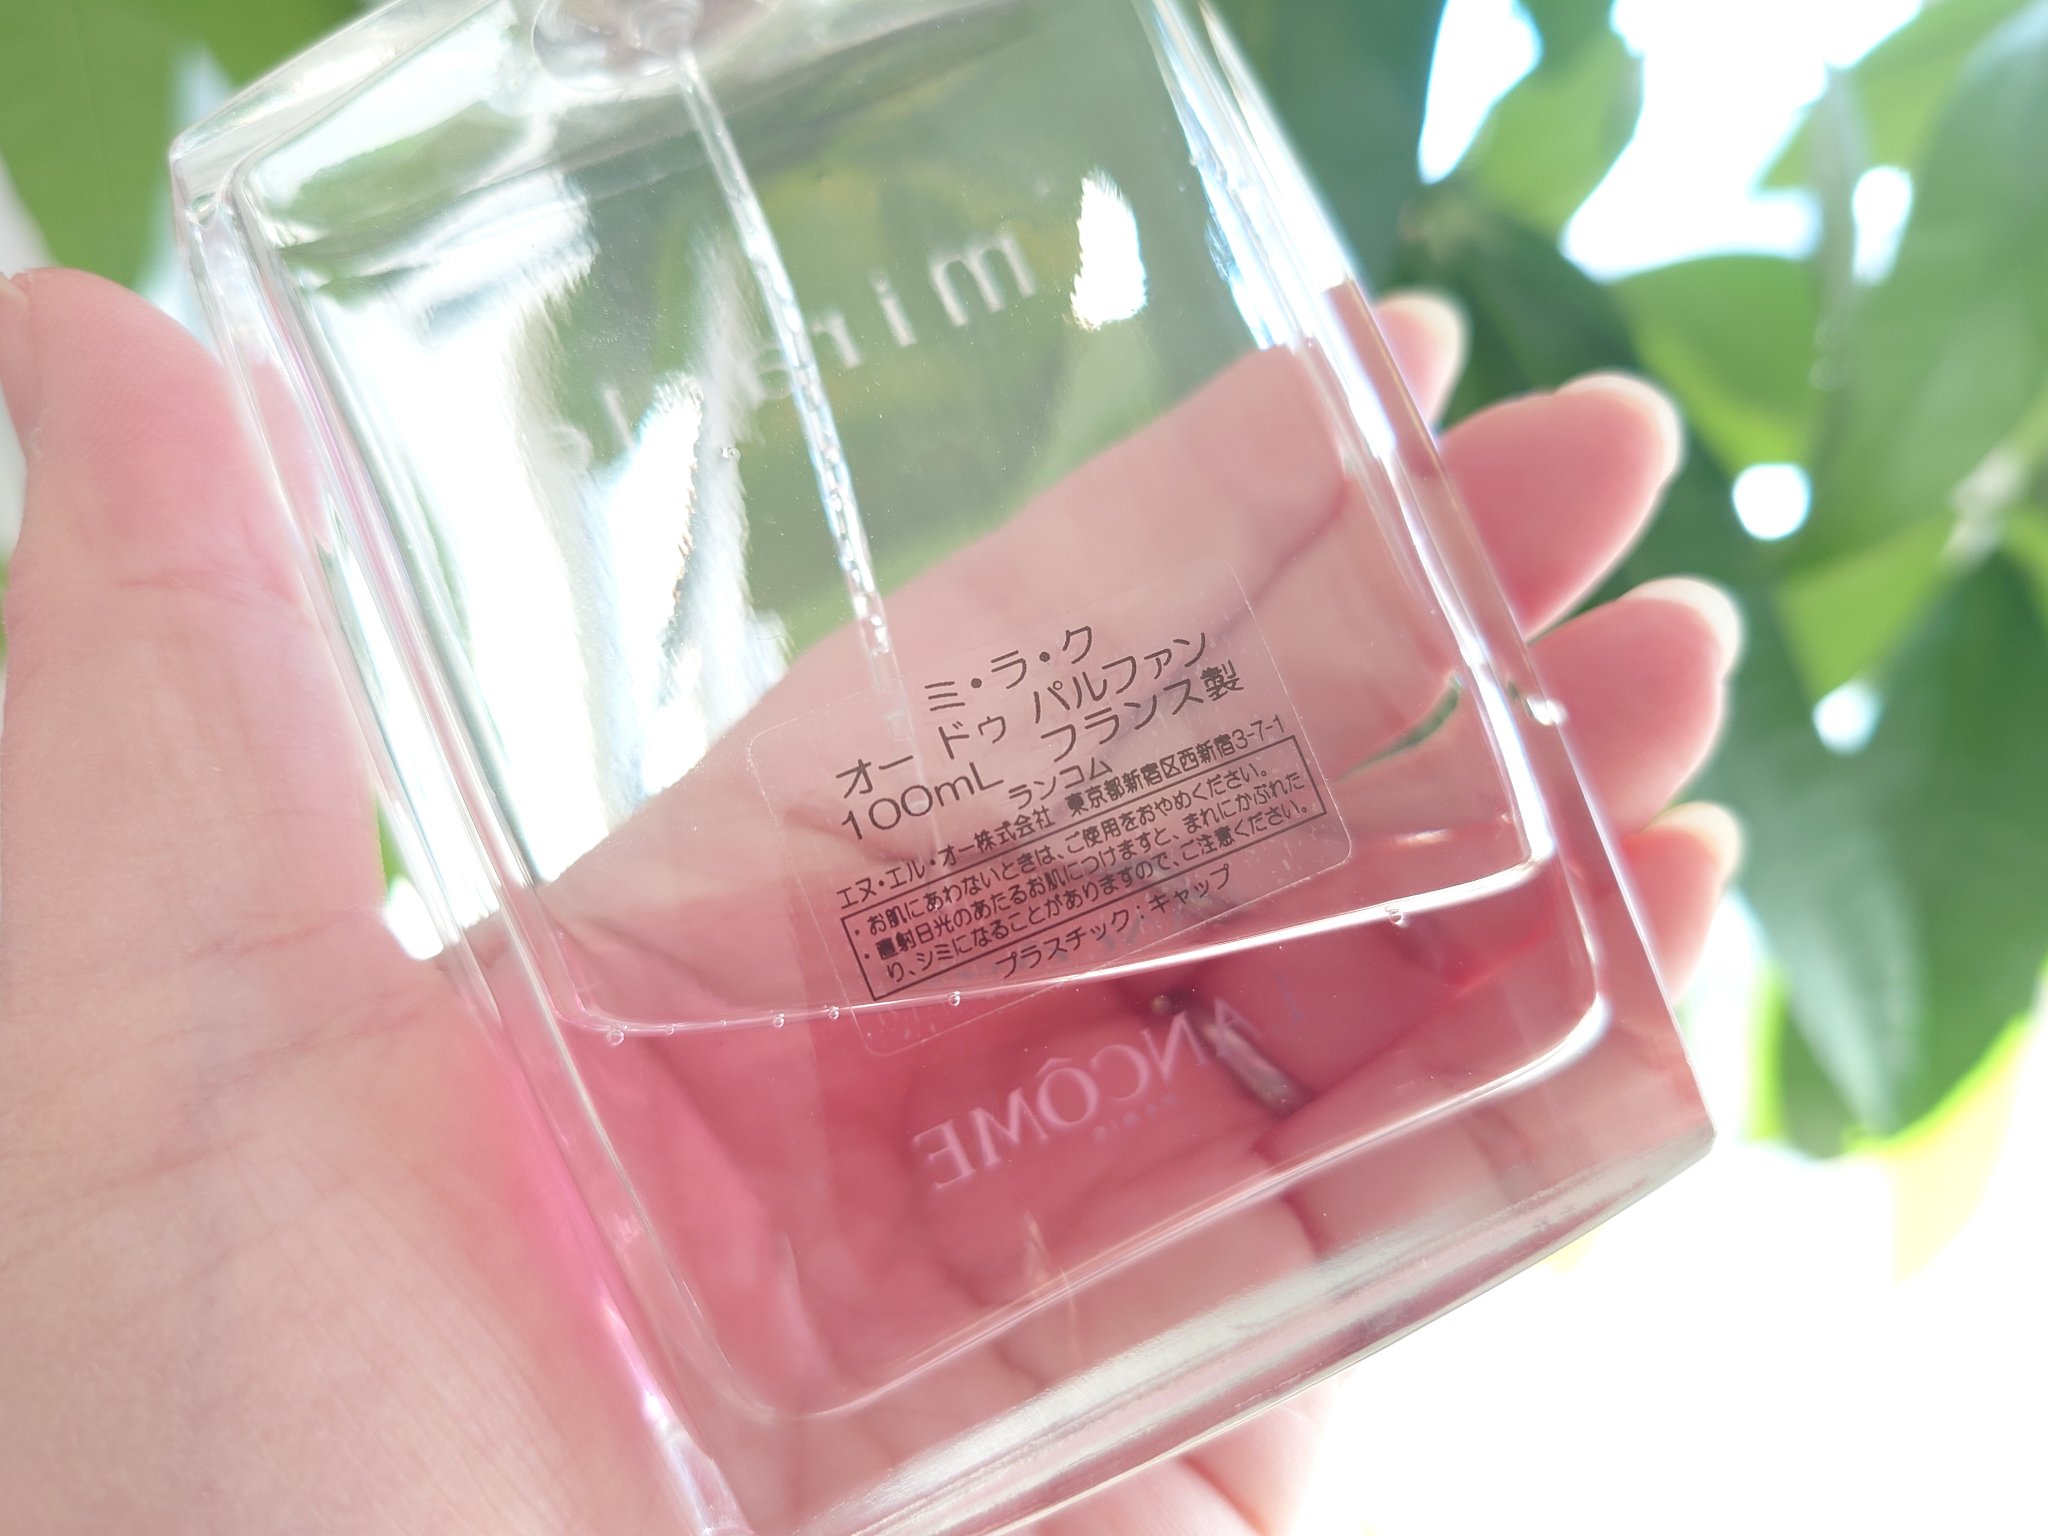 miracle
ミ・ラ・ク
オー ドゥ パルファン
100mL フランス製
ランコム
エヌ・エル・オー株式会社 東京都新宿区西新宿3-7-1
・お肌にあわないときは、ご使用をおやめください。
・直射日光のあたるお肌につけますと、まれにかぶれた
り、シミになることがありますので、ご注意ください。
プラスチック：キャップ
LANCÔME
PARIS